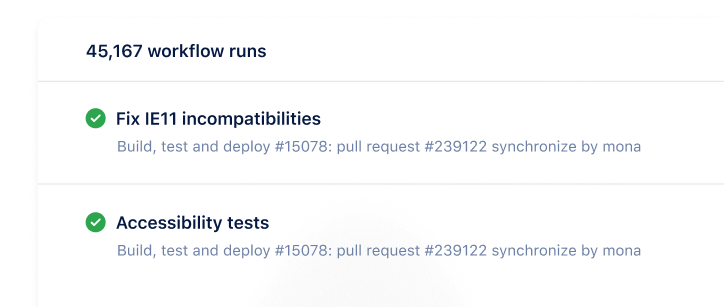 45,167 workflow runs
Fix IE11 incompatibilities
Build, test and deploy #15078: pull request #239122 synchronize by mona
Accessibility tests
Build, test and deploy #15078: pull request #239122 synchronize by mona